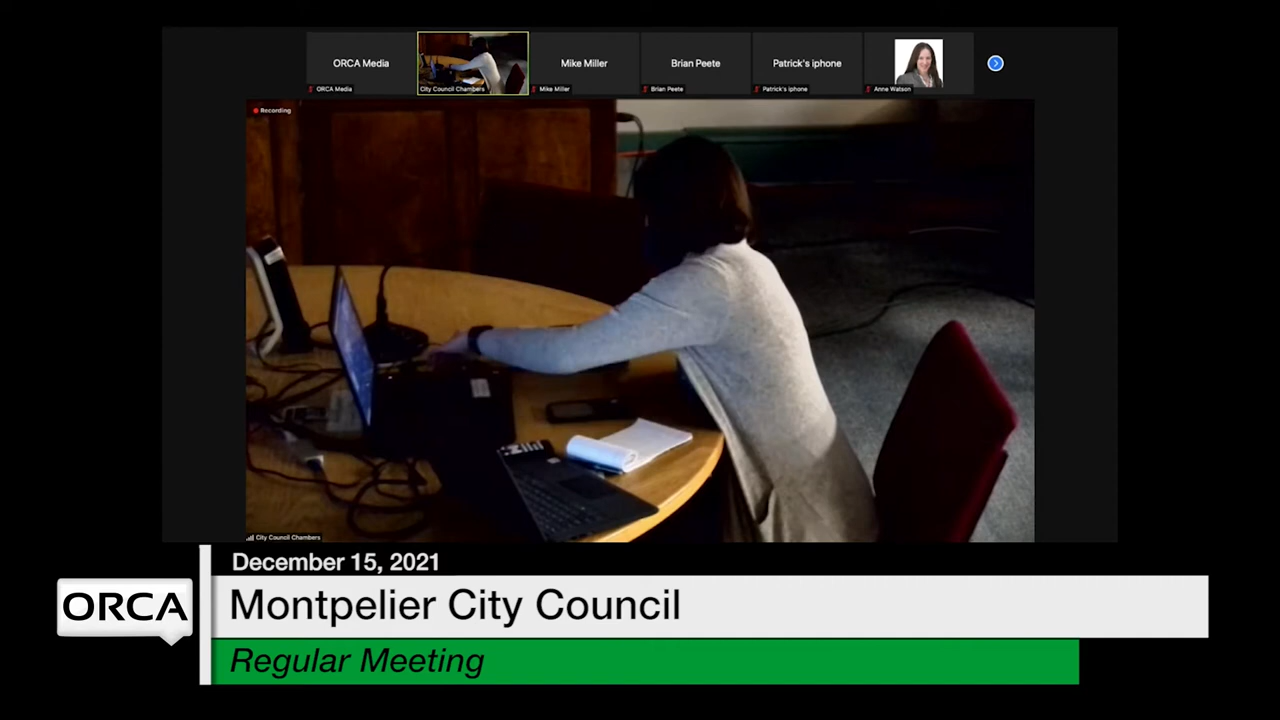 ORCA Media
Mike Miller
Brian Peete
Patrick's iphone
ORCA Media
City Council Chambers
Mike Miller
Brian Peete
Patrick's iphone
Anne Watson
Recording
City Council Chambers
December 15, 2021
ORCA
Montpelier City Council
Regular Meeting